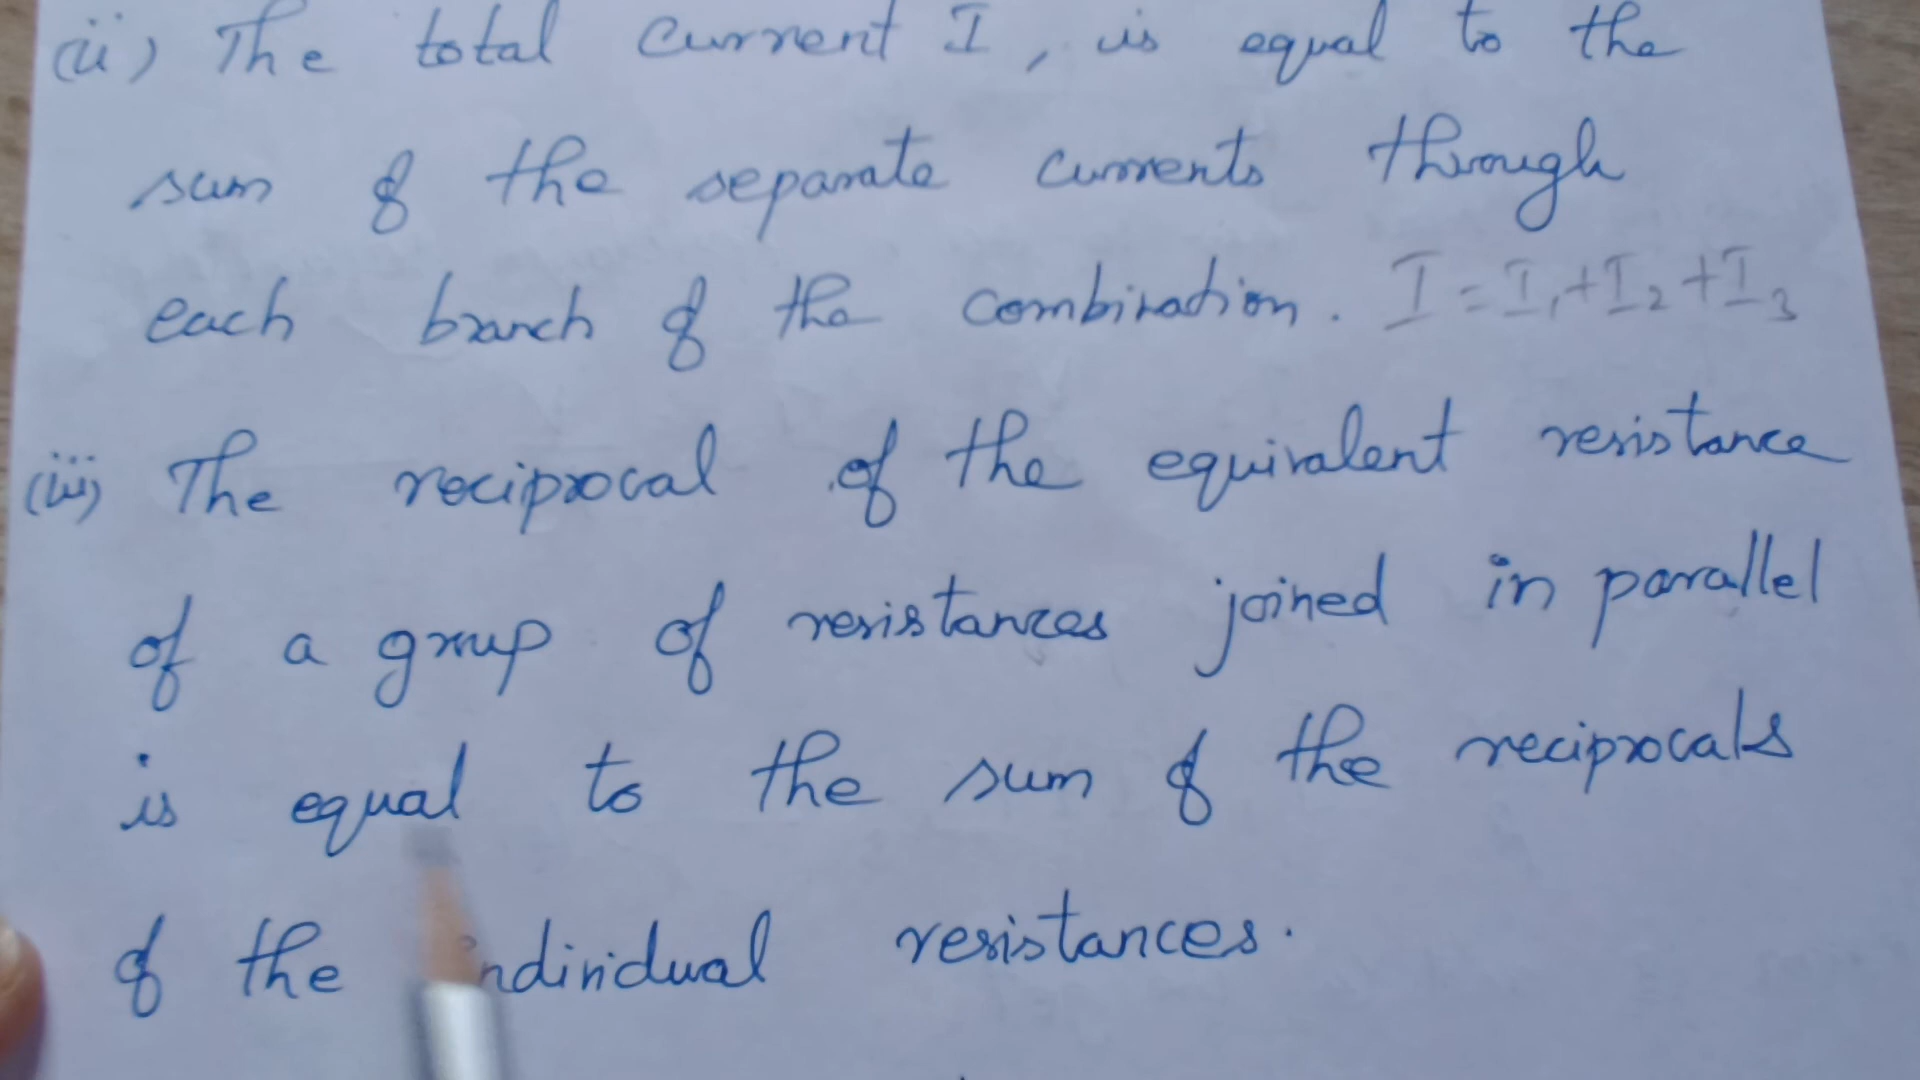 (ii) The total current I, is equal to the
sum of the separate currents through
each branch of the combination. I = I₁+I₂+I₃
(iii) The reciprocal of the equivalent resistance
of a group of resistances joined in parallel
is equal to the sum of the reciprocals
of the individual resistances.